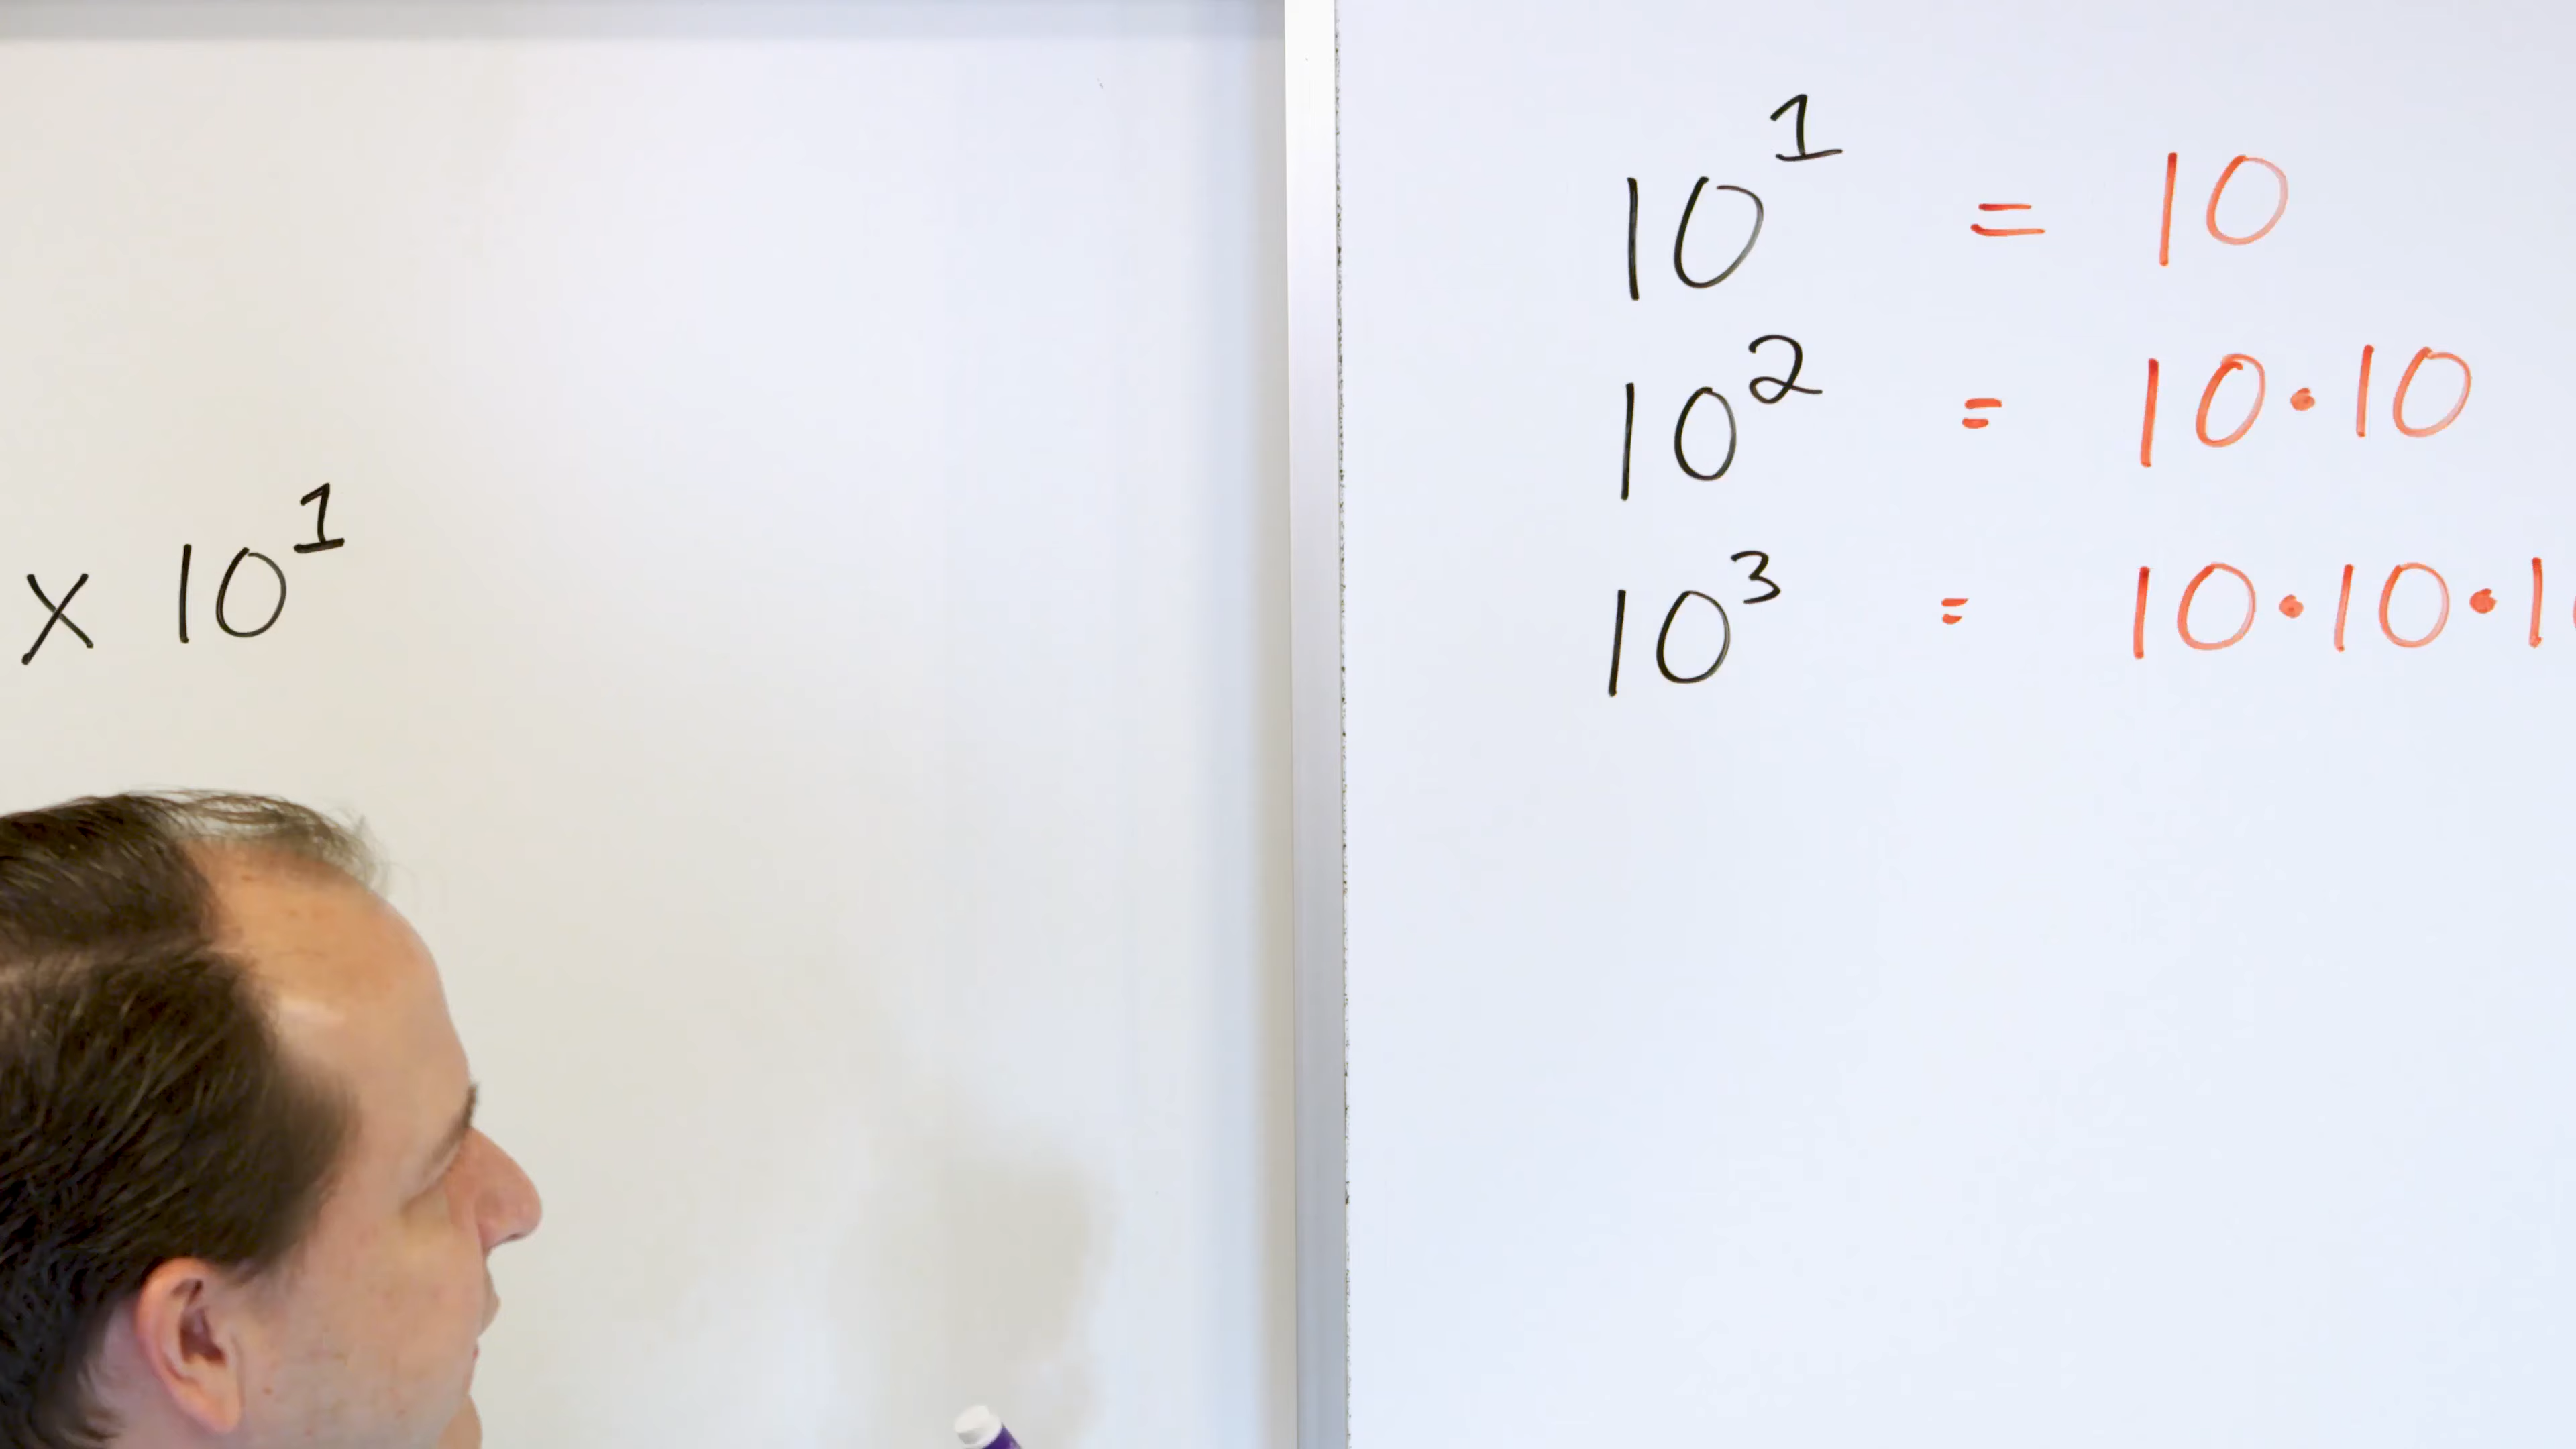 x 10¹
10¹ = 10
10² = 10•10
10³ = 10•10•1